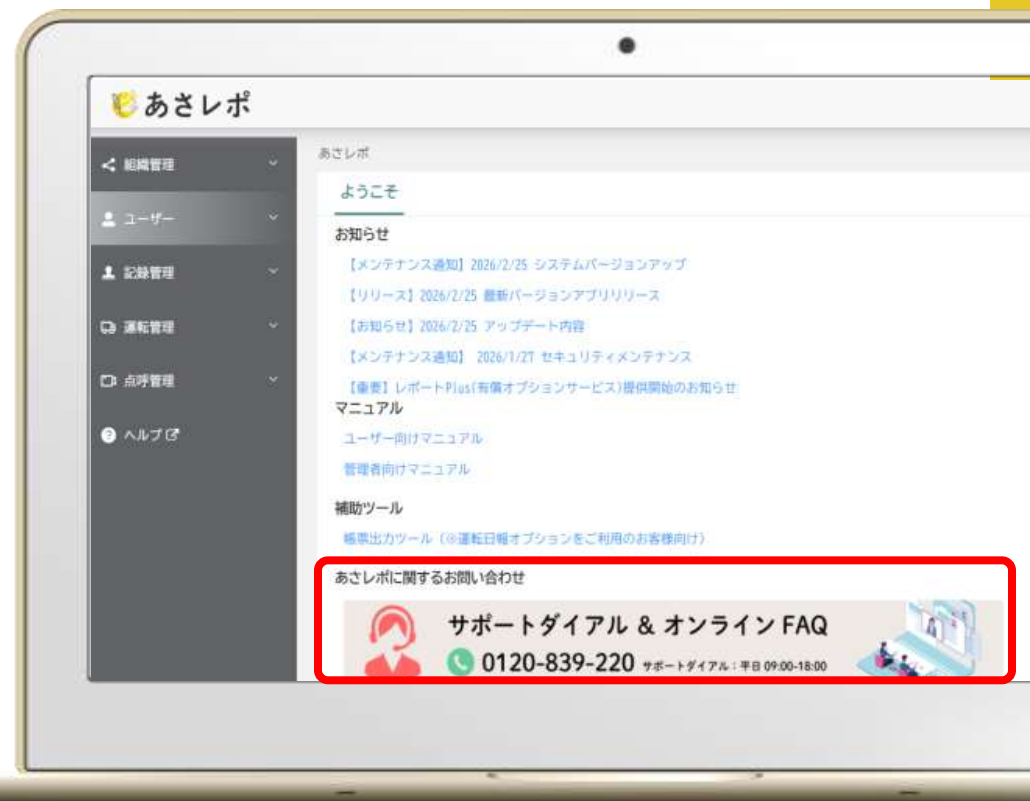 あさレポ
組織管理
ユーザー
記録管理
運転管理
点呼管理
ヘルプ
あさレポ
ようこそ
お知らせ
【メンテナンス通知】2026/2/25 システムバージョンアップ
【リリース】2026/2/25 最新バージョンアプリリリース
【お知らせ】2026/2/25 アップデート内容
【メンテナンス通知】 2026/1/27 セキュリティメンテナンス
【重要】レポートPlus(有償オプションサービス)提供開始のお知らせ
マニュアル
ユーザー向けマニュアル
管理者向けマニュアル
補助ツール
帳票出力ツール（※運転日報オプションをご利用のお客様向け）
あさレポに関するお問い合わせ
サポートダイアル & オンライン FAQ
0120-839-220 サポートダイアル：平日 09:00-18:00